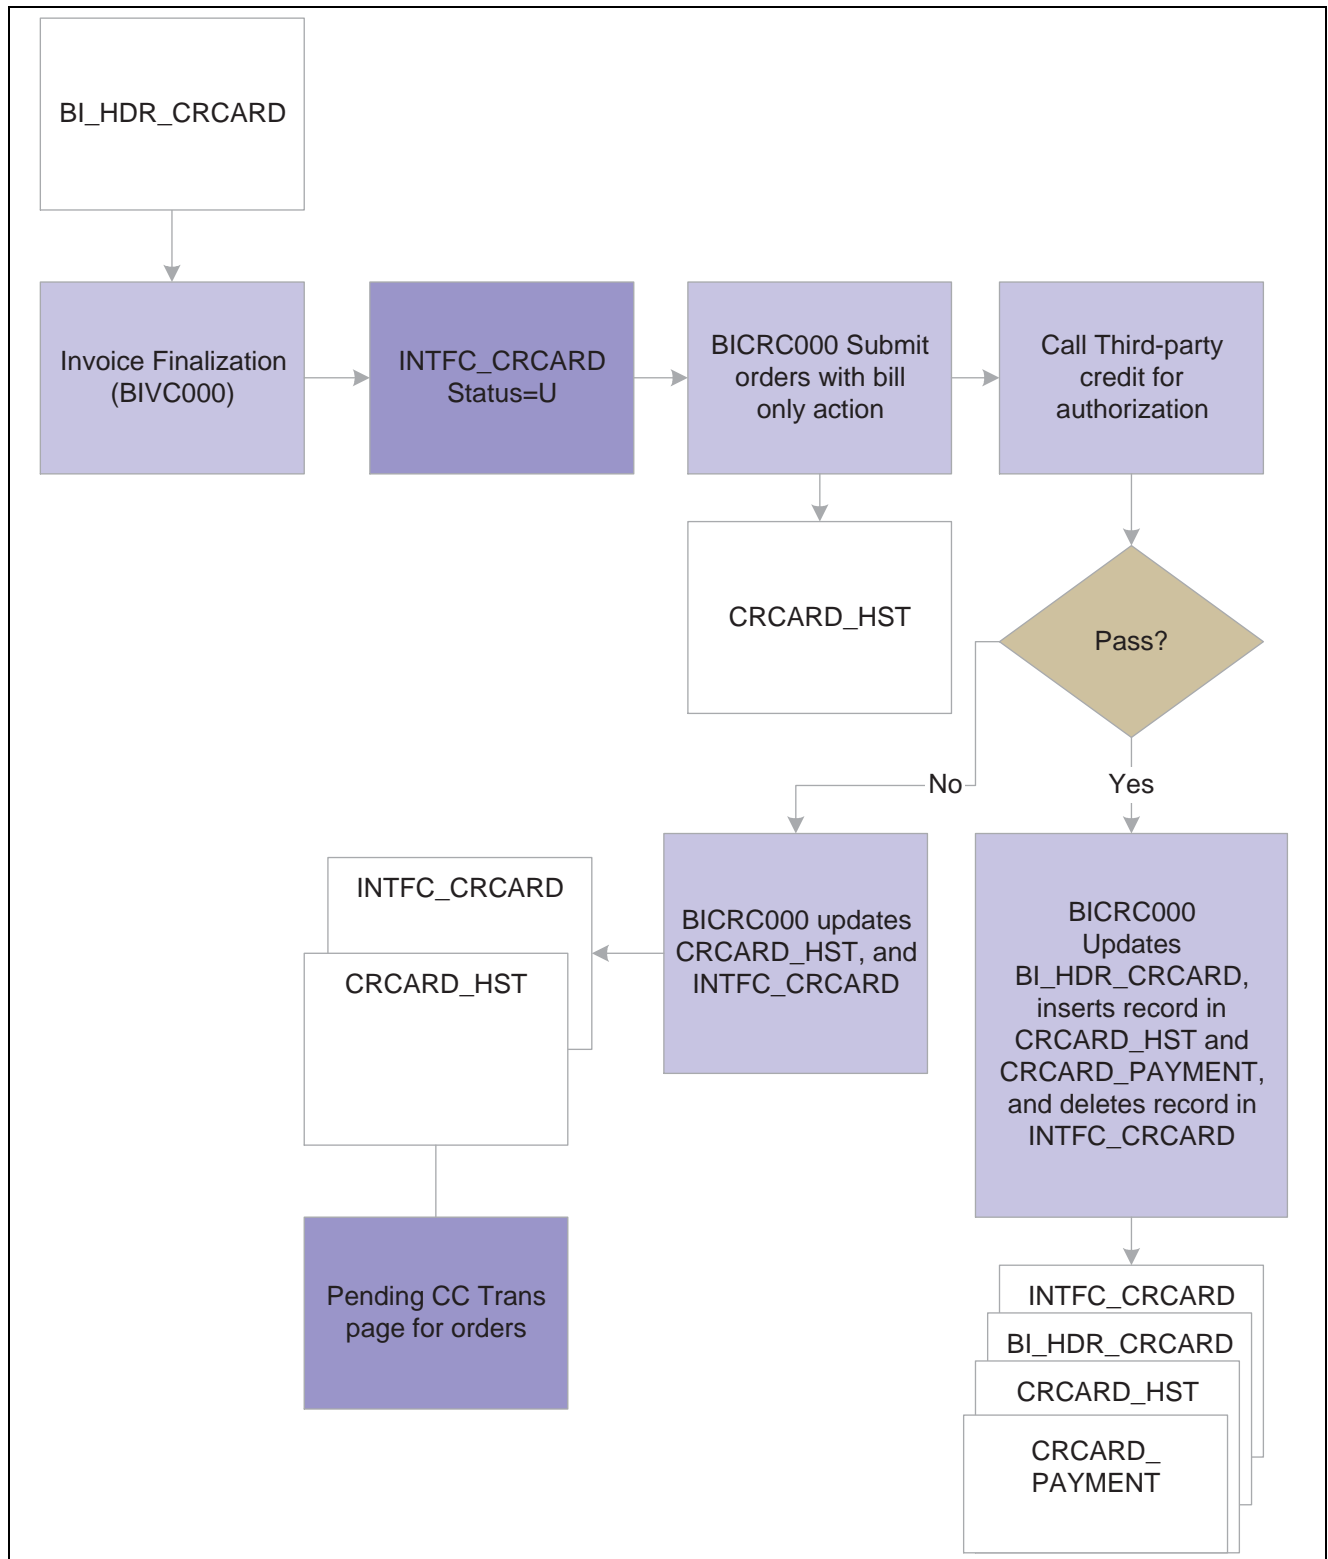 BI_HDR_CRCARD
Invoice Finalization
(BIVC000)
INTFC_CRCARD
Status=U
BICRC000 Submit
orders with bill
only action
Call Third-party
credit for
authorization
CRCARD_HST
Pass?
No
Yes
INTFC_CRCARD
CRCARD_HST
BICRC000 updates
CRCARD_HST, and
INTFC_CRCARD
BICRC000
Updates
BI_HDR_CRCARD,
inserts record in
CRCARD_HST and
CRCARD_PAYMENT,
and deletes record in
INTFC_CRCARD
Pending CC Trans
page for orders
INTFC_CRCARD
BI_HDR_CRCARD
CRCARD_HST
CRCARD_
PAYMENT